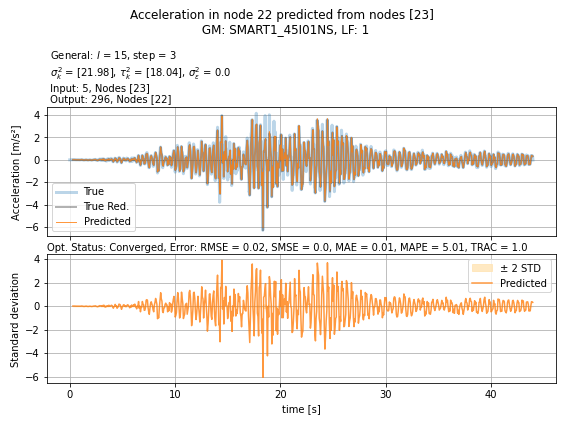 Acceleration in node 22 predicted from nodes [23]
GM: SMART1_45I01NS, LF: 1
General: l = 15, step = 3
σ²ₖ = [21.98], τ²ₖ = [18.04], σ²_ε = 0.0
Input: 5, Nodes [23]
Output: 296, Nodes [22]
Acceleration [m/s²]
4
2
0
−2
−4
−6
True
True Red.
Predicted
Opt. Status: Converged, Error: RMSE = 0.02, SMSE = 0.0, MAE = 0.01, MAPE = 5.01, TRAC = 1.0
Standard deviation
4
2
0
−2
−4
−6
± 2 STD
Predicted
0 10 20 30 40
time [s]